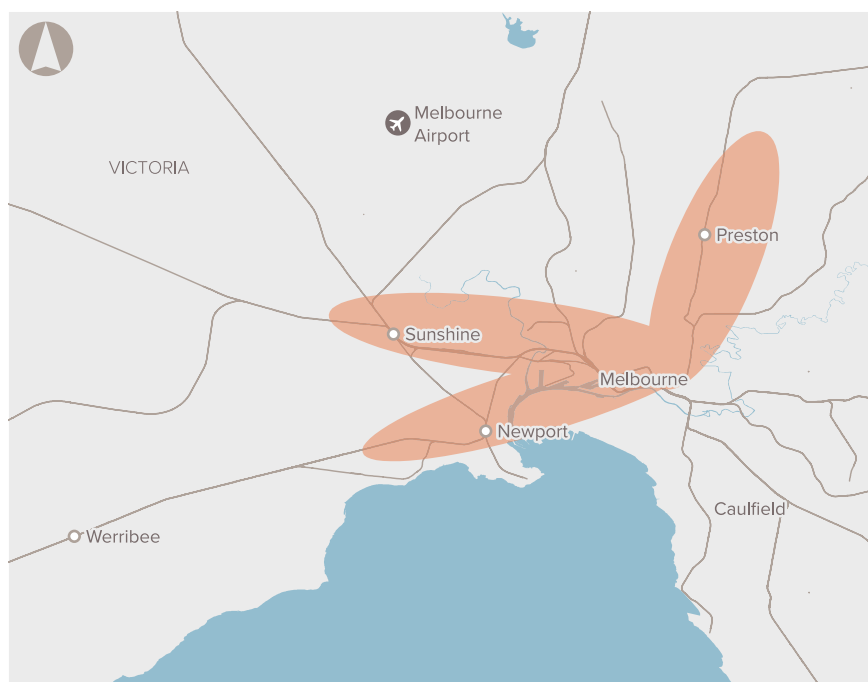 Melbourne
Airport
VICTORIA
Preston
Sunshine
Melbourne
Newport
Caulfield
Werribee